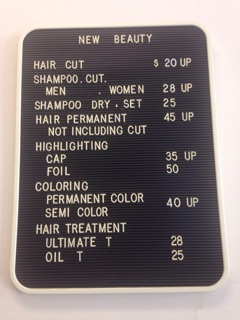 NEW BEAUTY
HAIR CUT $ 20 UP
SHAMPOO. CUT.
MEN . WOMEN 28 UP
SHAMPOO DRY . SET 25
HAIR PERMANENT 45 UP
NOT INCLUDING CUT
HIGHLIGHTING
CAP 35 UP
FOIL 50
COLORING
PERMANENT COLOR 40 UP
SEMI COLOR
HAIR TREATMENT
ULTIMATE T 28
OIL T 25